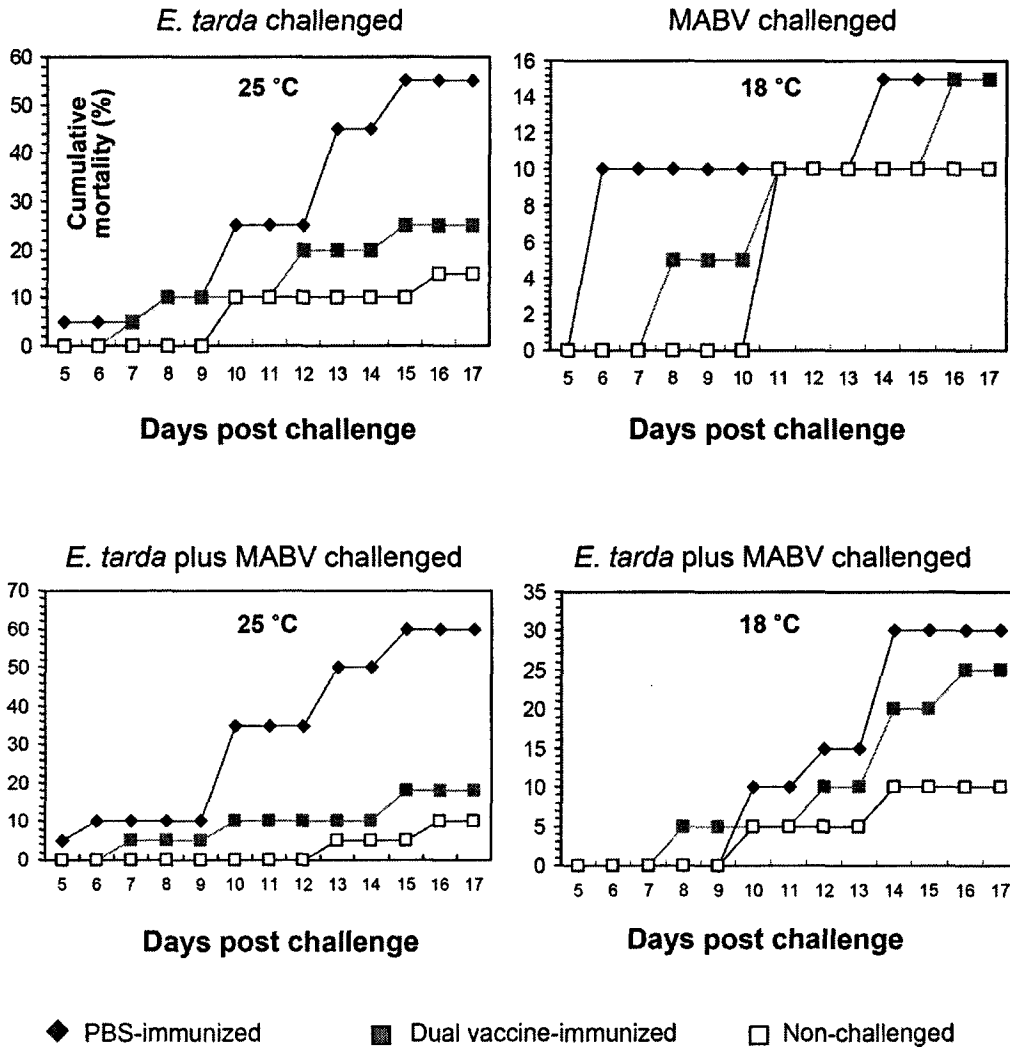 E. tarda challenged
60
50
40
30
20
10
0
Cumulative
mortality (%)
25 °C
5 6 7 8 9 10 11 12 13 14 15 16 17
Days post challenge
MABV challenged
16
14
12
10
8
6
4
2
0
18 °C
5 6 7 8 9 10 11 12 13 14 15 16 17
Days post challenge
E. tarda plus MABV challenged
70
60
50
40
30
20
10
0
25 °C
5 6 7 8 9 10 11 12 13 14 15 16 17
Days post challenge
E. tarda plus MABV challenged
35
30
25
20
15
10
5
0
18 °C
5 6 7 8 9 10 11 12 13 14 15 16 17
Days post challenge
PBS-immunized
Dual vaccine-immunized
Non-challenged